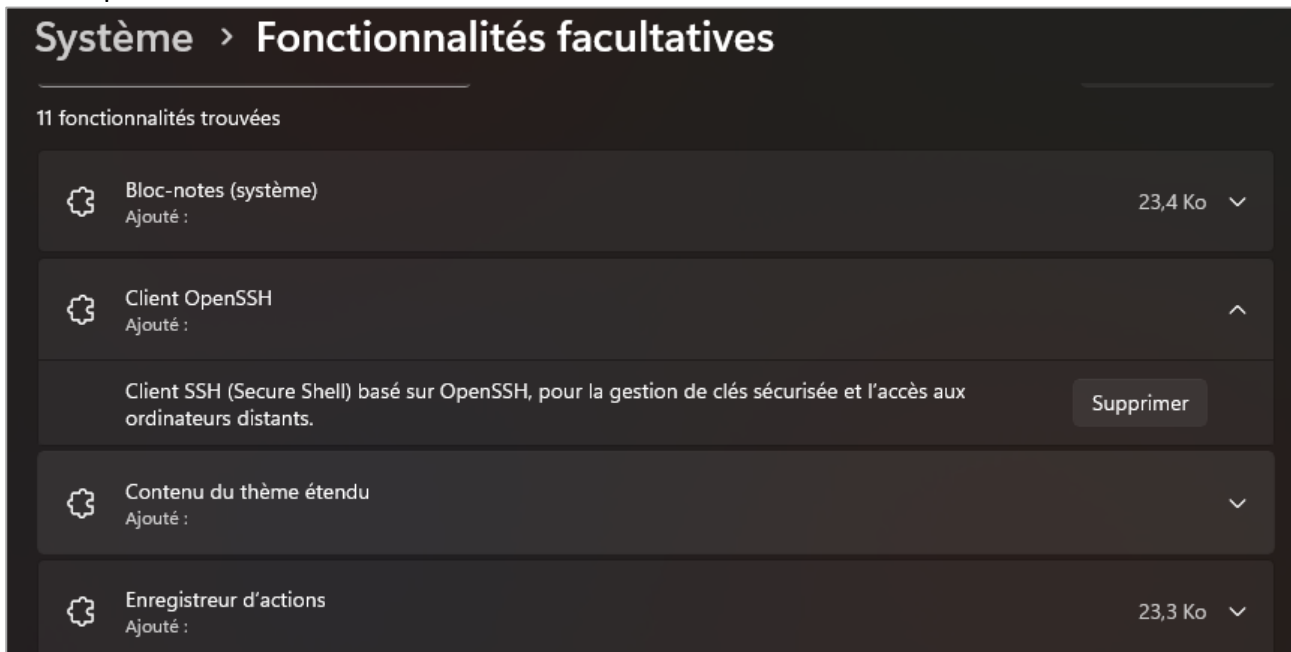 Système > Fonctionnalités facultatives
11 fonctionnalités trouvées
Bloc-notes (système)
23,4 Ko
Ajouté :
Client OpenSSH
Ajouté :
Client SSH (Secure Shell) basé sur OpenSSH, pour la gestion de clés sécurisée et l'accès aux
ordinateurs distants.
Supprimer
Contenu du thème étendu
Ajouté :
Enregistreur d'actions
23,3 Ko
Ajouté :